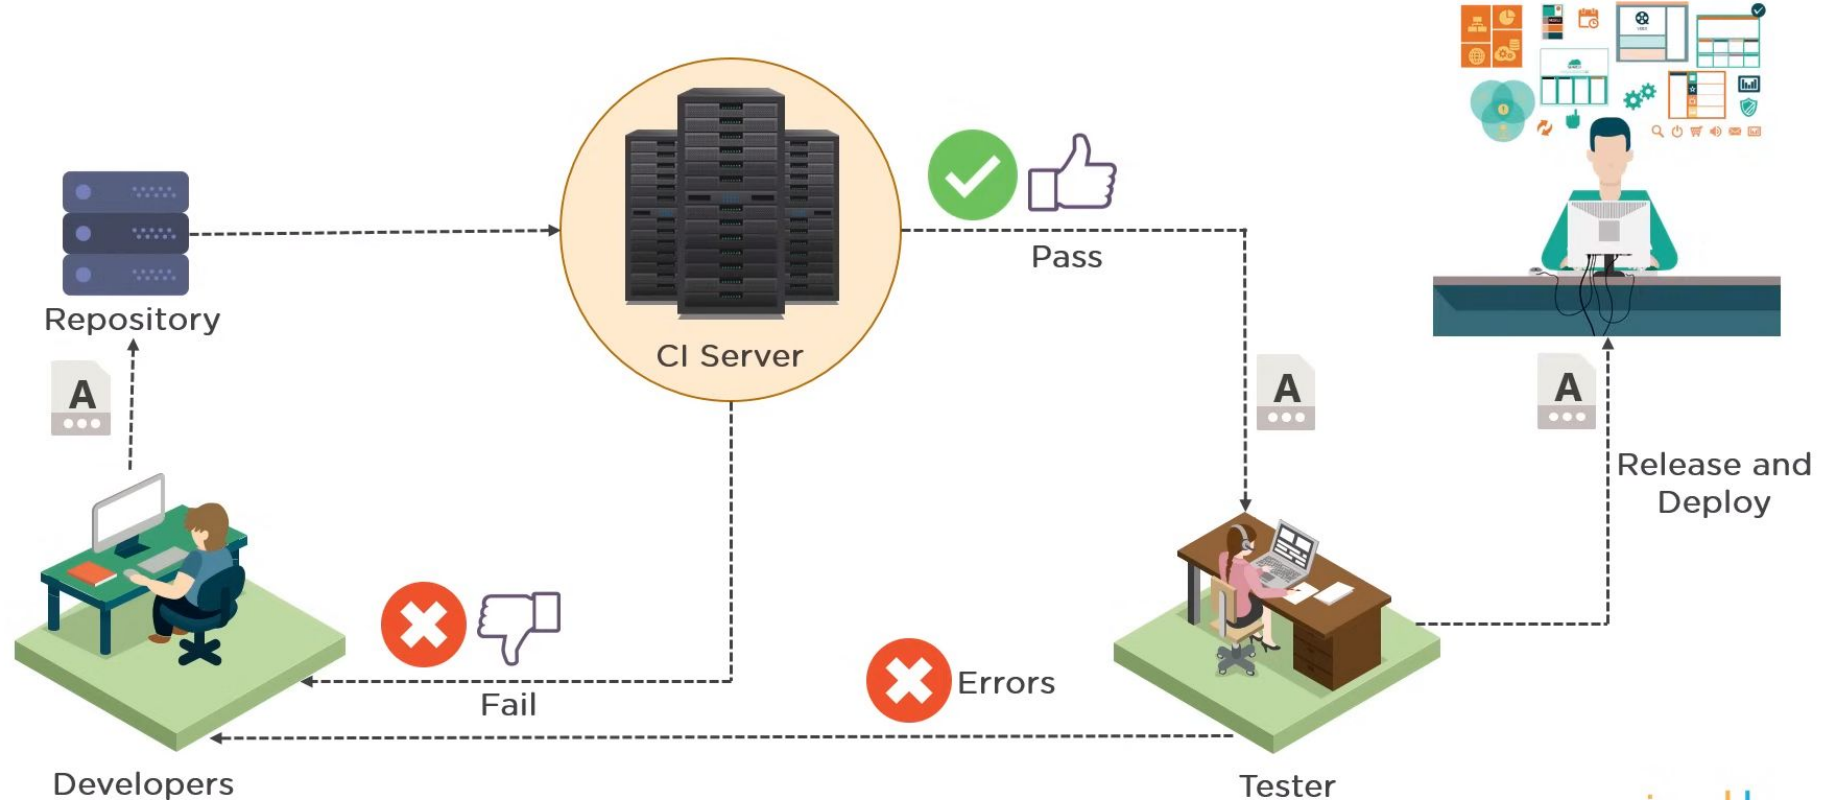 Repository
A
CI Server
Pass
A
A
Release and
Deploy
Fail
Errors
Developers
Tester